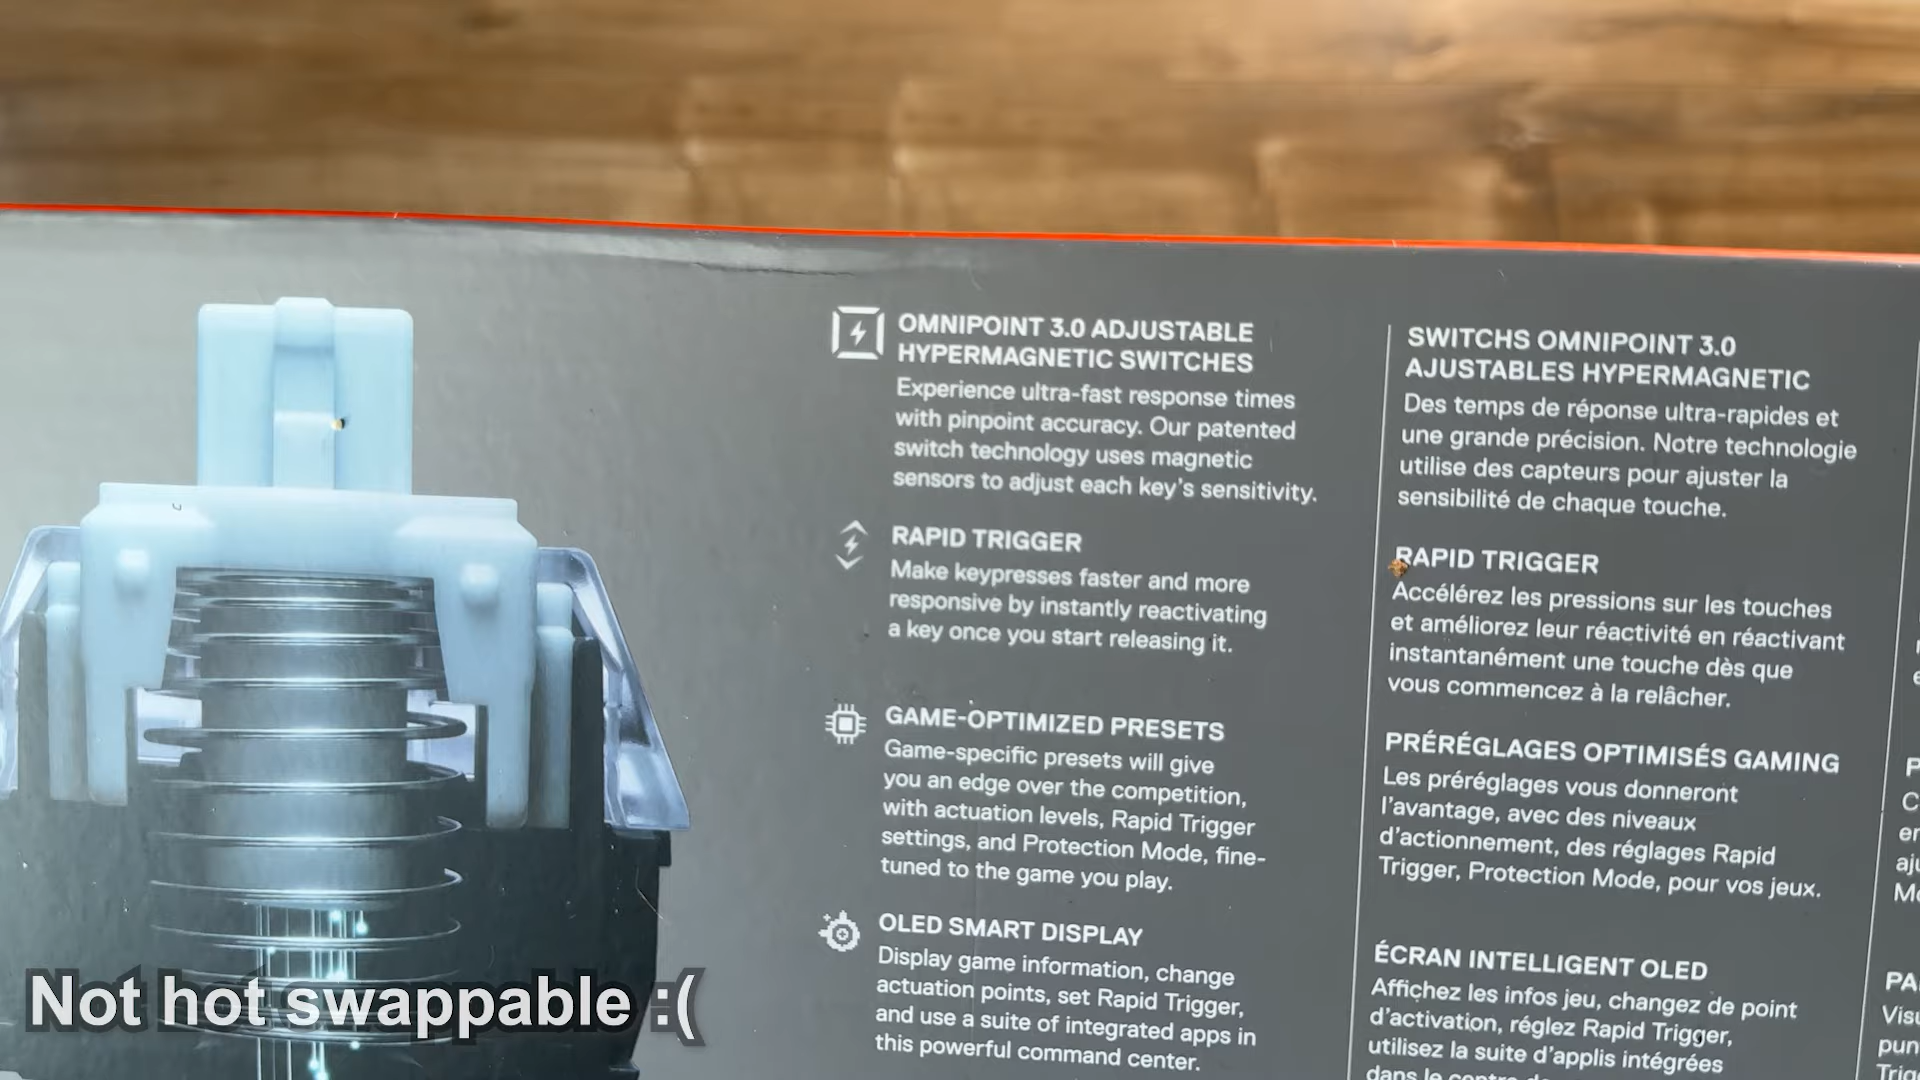 OMNIPOINT 3.0 ADJUSTABLE
HYPERMAGNETIC SWITCHES
Experience ultra-fast response times
with pinpoint accuracy. Our patented
switch technology uses magnetic
sensors to adjust each key's sensitivity.
RAPID TRIGGER
Make keypresses faster and more
responsive by instantly reactivating
a key once you start releasing it.
GAME-OPTIMIZED PRESETS
Game-specific presets will give
you an edge over the competition,
with actuation levels, Rapid Trigger
settings, and Protection Mode, fine-
tuned to the game you play.
OLED SMART DISPLAY
Display game information, change
actuation points, set Rapid Trigger,
and use a suite of integrated apps in
this powerful command center.
SWITCHS OMNIPOINT 3.0
AJUSTABLES HYPERMAGNETIC
Des temps de réponse ultra-rapides et
une grande précision. Notre technologie
utilise des capteurs pour ajuster la
sensibilité de chaque touche.
RAPID TRIGGER
Accélérez les pressions sur les touches
et améliorez leur réactivité en réactivant
instantanément une touche dès que
vous commencez à la relâcher.
PRÉRÉGLAGES OPTIMISÉS GAMING
Les préréglages vous donneront
l'avantage, avec des niveaux
d'actionnement, des réglages Rapid
Trigger, Protection Mode, pour vos jeux.
ÉCRAN INTELLIGENT OLED
Affichez les infos jeu, changez de point
d'activation, réglez Rapid Trigger,
utilisez la suite d'applis intégrées
dans le centre
Not hot swappable :(